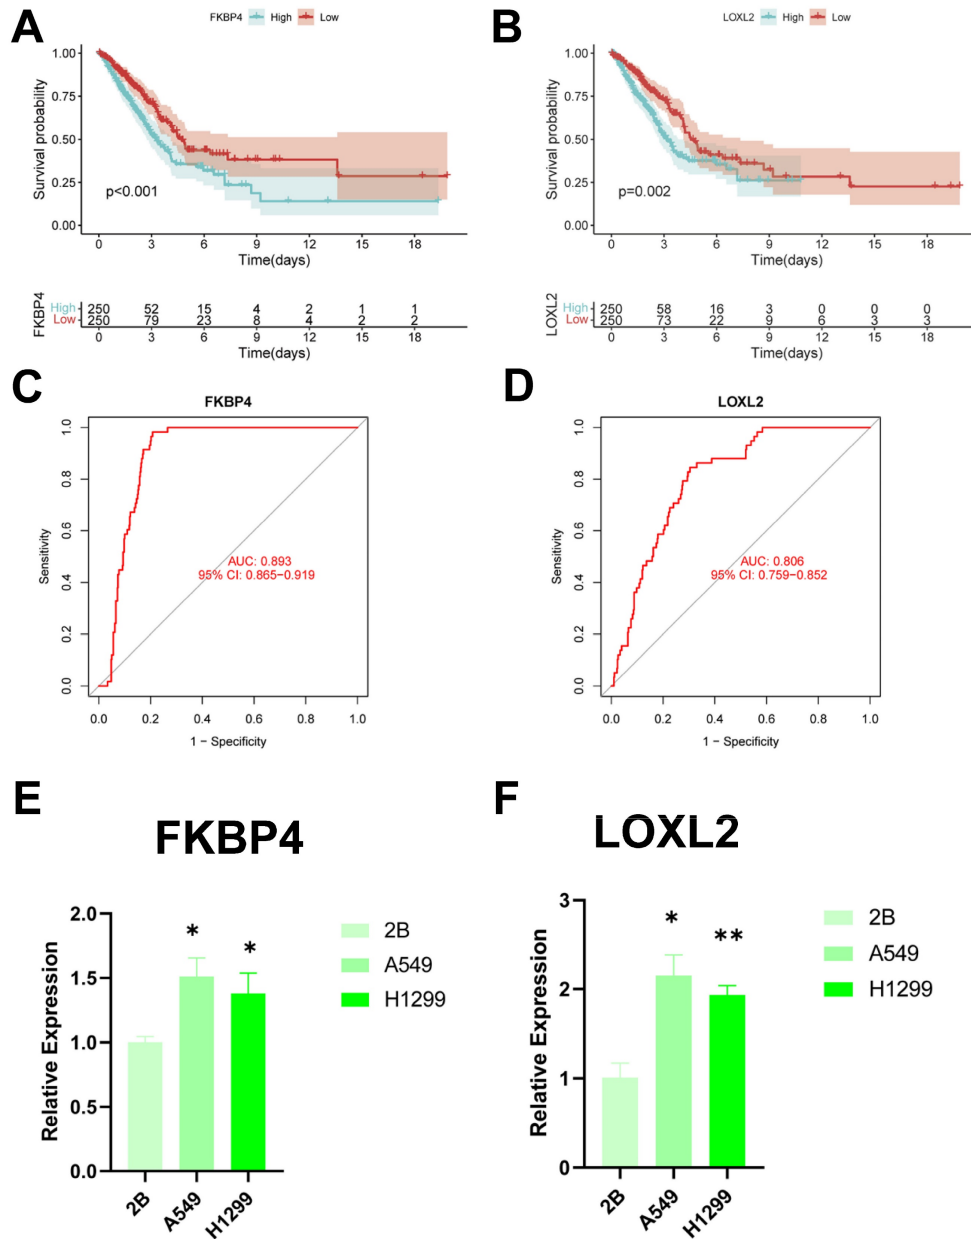 A
FKBP4 High Low
Survival probability
1.00
0.75
0.50
0.25
0.00
p<0.001
0 3 6 9 12 15 18
Time(days)
FKBP4
High 250 52 15 4 2 1 1
Low 250 79 23 8 4 2 2
0 3 6 9 12 15 18
Time(days)
B
LOXL2 High Low
Survival probability
1.00
0.75
0.50
0.25
0.00
p=0.002
0 3 6 9 12 15 18
Time(days)
LOXL2
High 250 58 16 3 0 0 0
Low 250 73 22 9 6 3 3
0 3 6 9 12 15 18
Time(days)
C
FKBP4
Sensitivity
1.0
0.8
0.6
0.4
0.2
0.0
AUC: 0.893
95% CI: 0.865−0.919
0.0 0.2 0.4 0.6 0.8 1.0
1 − Specificity
D
LOXL2
Sensitivity
1.0
0.8
0.6
0.4
0.2
0.0
AUC: 0.806
95% CI: 0.759−0.852
0.0 0.2 0.4 0.6 0.8 1.0
1 − Specificity
E
FKBP4
Relative Expression
2.0
1.5
1.0
0.5
0.0
* *
2B
A549
H1299
2B A549 H1299
F
LOXL2
Relative Expression
3
2
1
0
* **
2B
A549
H1299
2B A549 H1299